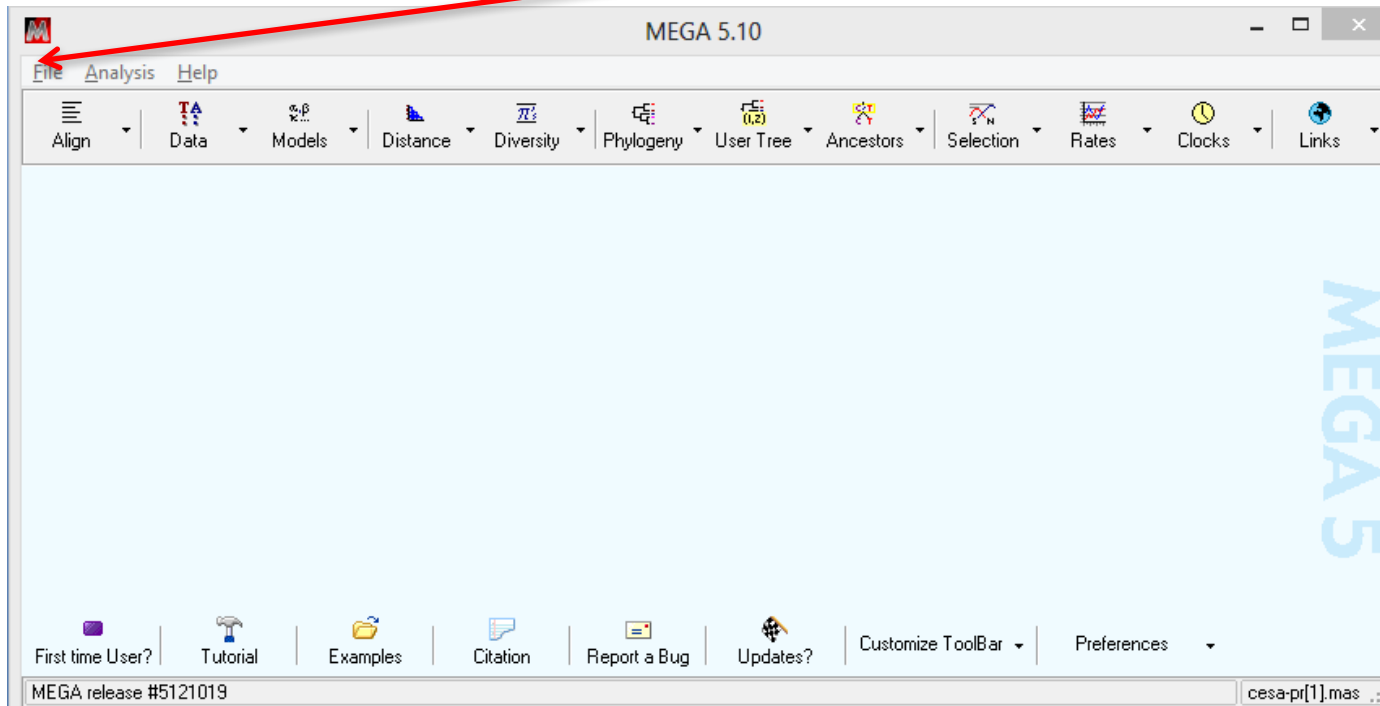 MEGA 5.10
File Analysis Help
Align Data Models Distance Diversity Phylogeny User Tree Ancestors Selection Rates Clocks Links
MEGA 5
First time User? Tutorial Examples Citation Report a Bug Updates? Customize ToolBar Preferences
MEGA release #5121019 cesa-pr[1].mas